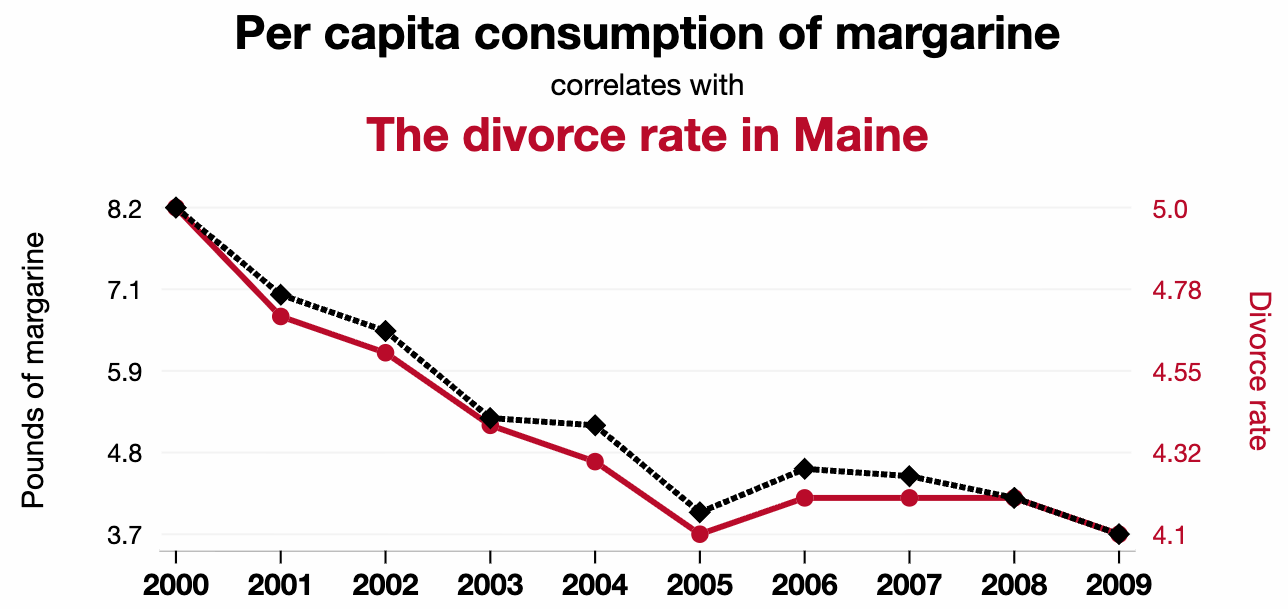 Per capita consumption of margarine
correlates with
The divorce rate in Maine
Pounds of margarine
8.2
7.1
5.9
4.8
3.7
5.0
4.78
4.55
4.32
4.1
Divorce rate
2000 2001 2002 2003 2004 2005 2006 2007 2008 2009